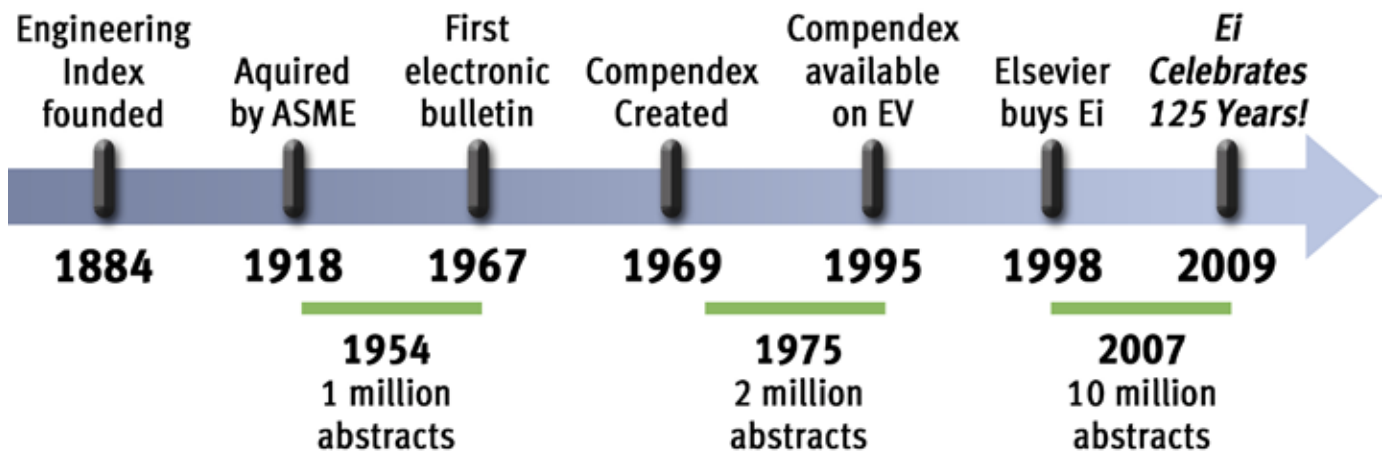 Engineering
Index
founded
Aquired
by ASME
First
electronic
bulletin
Compendex
Created
Compendex
available
on EV
Elsevier
buys Ei
Ei
Celebrates
125 Years!
1884
1918
1967
1969
1995
1998
2009
1954
1 million
abstracts
1975
2 million
abstracts
2007
10 million
abstracts